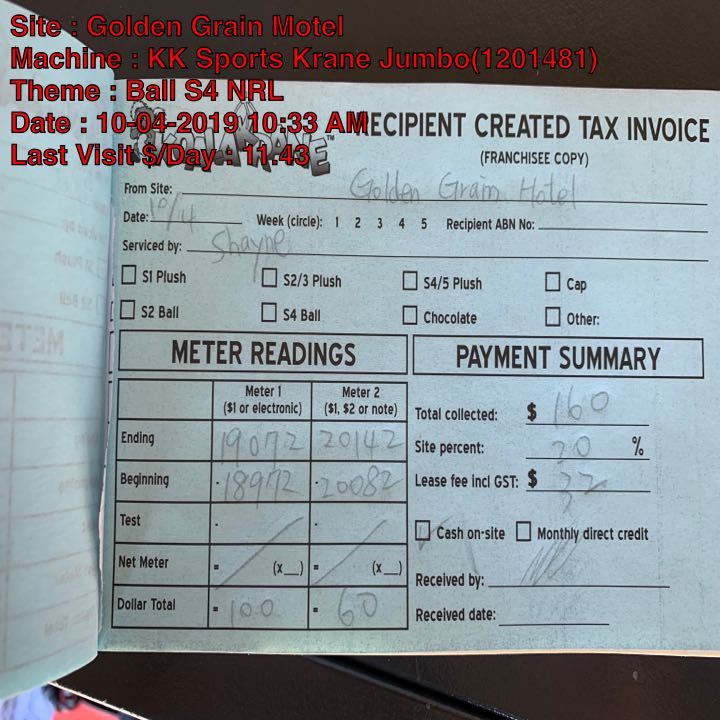 Site : Golden Grain Motel
Machine : KK Sports Krane Jumbo(1201481)
Theme : Ball S4 NRL
Date : 10-04-2019 10:33 AM
Last Visit $/Day : 11.43
RECIPIENT CREATED TAX INVOICE
(FRANCHISEE COPY)
From Site: Golden Grain Hotel
Date: 10/4 Week (circle): 1 2 3 4 5 Recipient ABN No:
Serviced by: Shayne
S1 Plush S2/3 Plush S4/5 Plush Cap
S2 Ball S4 Ball Chocolate Other:
METER READINGS PAYMENT SUMMARY
Meter 1 Meter 2
($1 or electronic) ($1, $2 or note)
Total collected: $ 160
Ending 19072 20142
Site percent: 20 %
Beginning 18972 20082
Lease fee incl GST: $ 32
Test
Cash on-site Monthly direct credit
Net Meter = (x__) = (x__)
Received by:
Dollar Total = 100 = 60
Received date: